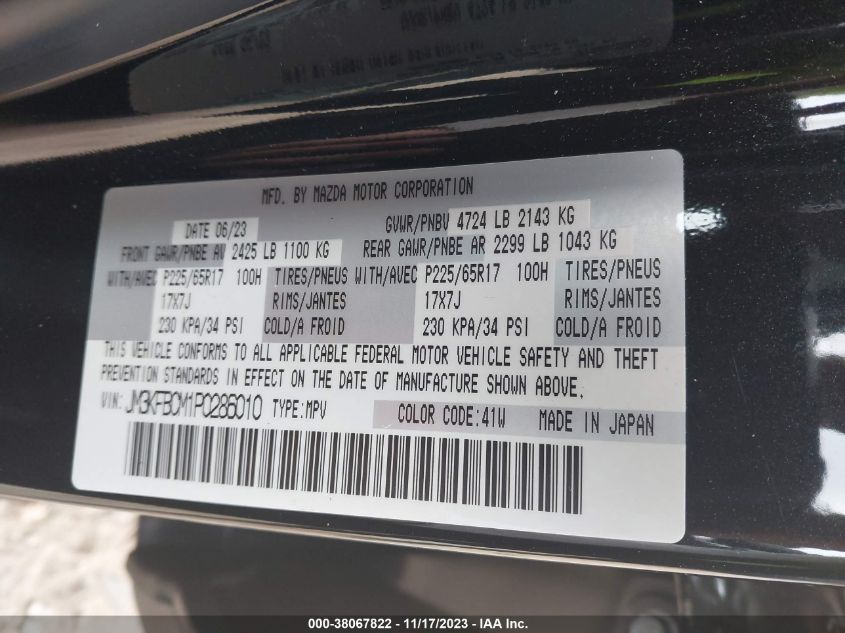 MFD. BY MAZDA MOTOR CORPORATION
DATE 06/23 GVWR/PNBV 4724 LB 2143 KG
FRONT GAWR/PNBE AV 2425 LB 1100 KG REAR GAWR/PNBE AR 2299 LB 1043 KG
WITH/AVEC P225/65R17 100H TIRES/PNEUS WITH/AVEC P225/65R17 100H TIRES/PNEUS
17X7J RIMS/JANTES 17X7J RIMS/JANTES
230 KPA/34 PSI COLD/A FROID 230 KPA/34 PSI COLD/A FROID
THIS VEHICLE CONFORMS TO ALL APPLICABLE FEDERAL MOTOR VEHICLE SAFETY AND THEFT
PREVENTION STANDARDS IN EFFECT ON THE DATE OF MANUFACTURE SHOWN ABOVE.
VIN: JM3KFBCM1P0286010 TYPE:MPV COLOR CODE:41W MADE IN JAPAN
000-38067822 - 11/17/2023 - IAA Inc.